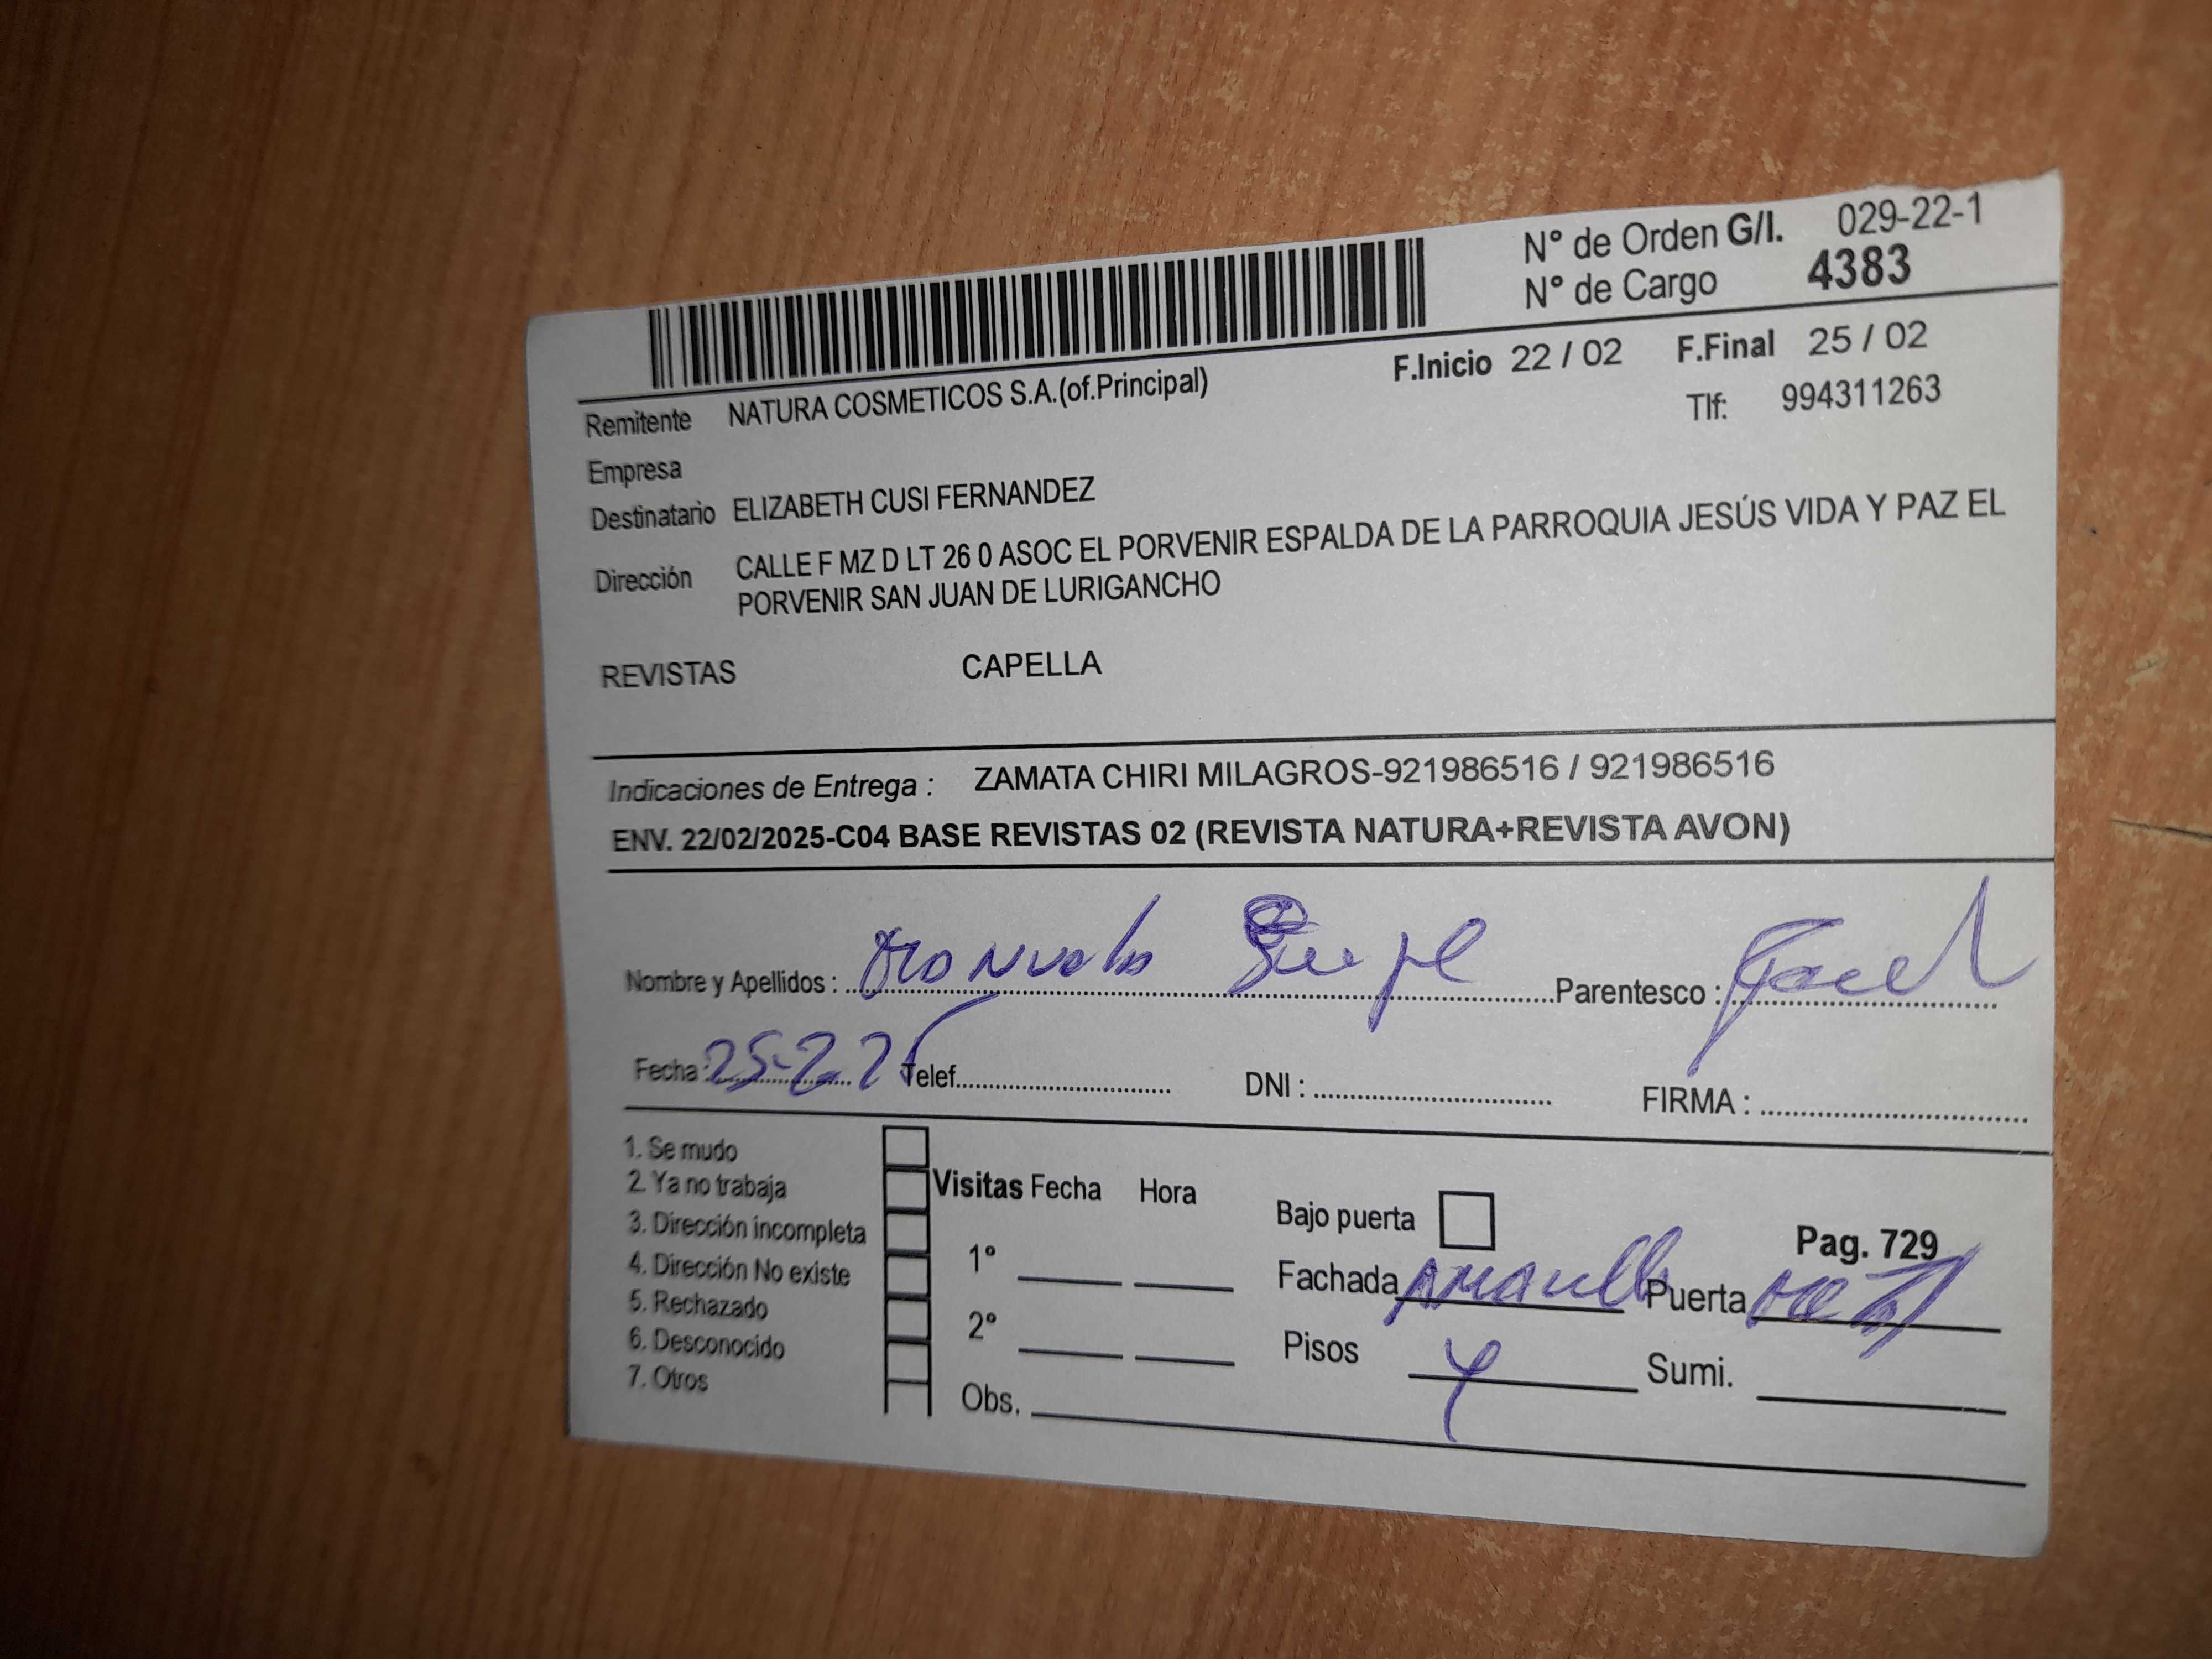 N° de Orden G/I. 029-22-1
N° de Cargo 4383
F.Inicio 22 / 02 F.Final 25 / 02
Remitente NATURA COSMETICOS S.A.(of.Principal) Tlf: 994311263
Empresa
Destinatario ELIZABETH CUSI FERNANDEZ
Dirección CALLE F MZ D LT 26 0 ASOC EL PORVENIR ESPALDA DE LA PARROQUIA JESÚS VIDA Y PAZ EL
PORVENIR SAN JUAN DE LURIGANCHO
REVISTAS CAPELLA
Indicaciones de Entrega : ZAMATA CHIRI MILAGROS-921986516 / 921986516
ENV. 22/02/2025-C04 BASE REVISTAS 02 (REVISTA NATURA+REVISTA AVON)
Nombre y Apellidos : Parentesco :
Fecha : 25-2-25 Telef. DNI : FIRMA :
1. Se mudo
2. Ya no trabaja Visitas Fecha Hora
3. Dirección incompleta Bajo puerta Pag. 729
4. Dirección No existe 1° Fachada Puerta
5. Rechazado
6. Desconocido 2° Pisos 4 Sumi.
7. Otros Obs.